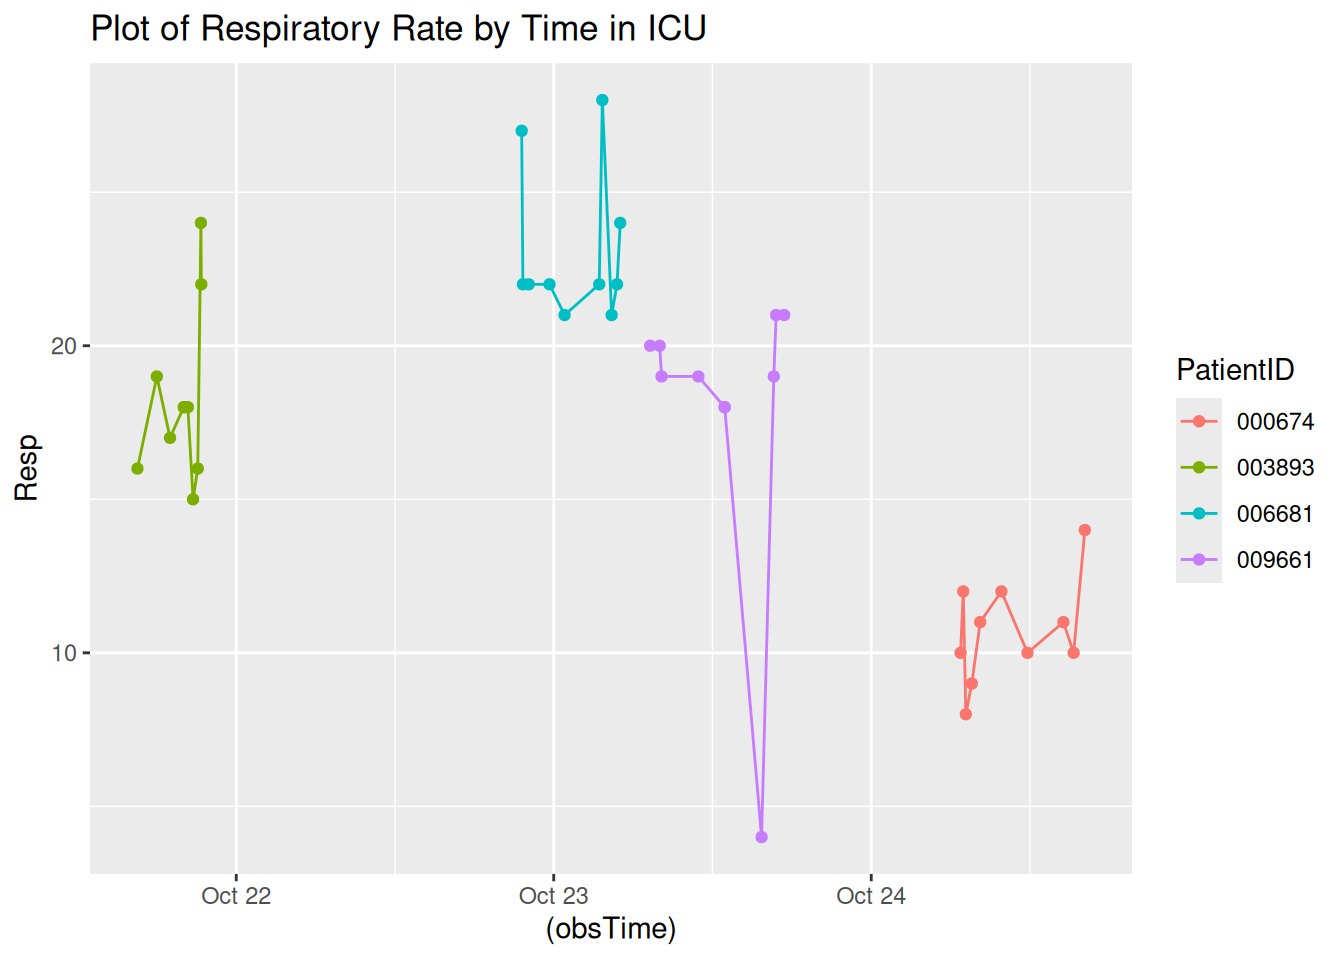 Plot of Respiratory Rate by Time in ICU
Resp
20
10
Oct 22
Oct 23
Oct 24
(obsTime)
PatientID
000674
003893
006681
009661